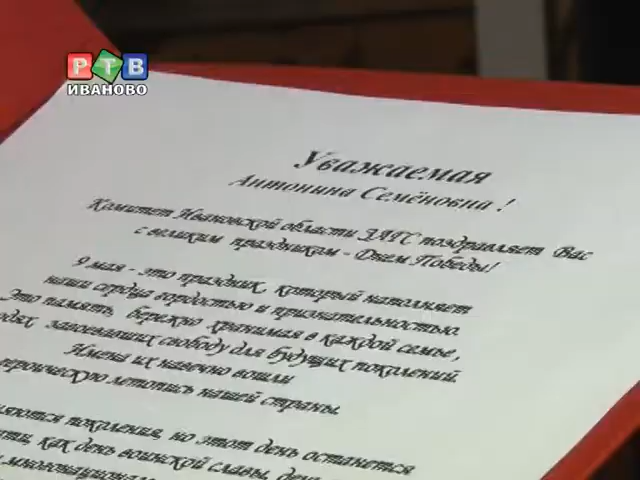 РТВ
ИВАНОВО
Уважаемая
Антонина Семёновна !
Комитет Ивановской области ЗАГС поздравляет Вас
с великим праздником - Днем Победы!
9 мая - это праздник, который наполняет
наши сердца гордостью и признательностью
Это память, бережно хранимая в каждой семье,
завоевавших свободу для будущих поколений.
Имена их навечно вошли
героическую летопись нашей страны.
поколения, но этот день останется
как день воинской славы, день